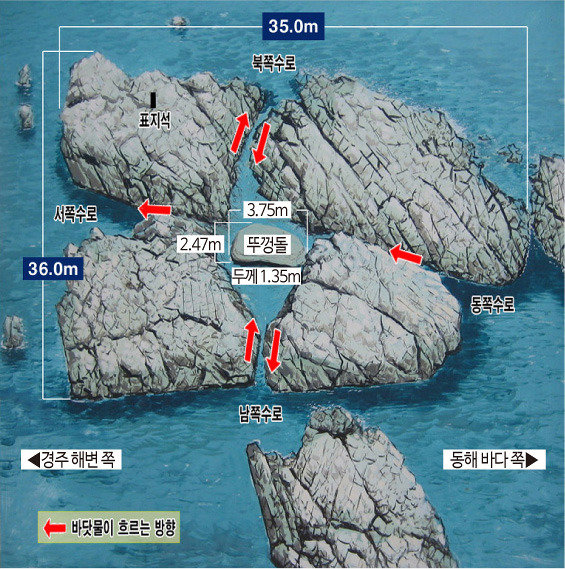 35.0m
북쪽수로
표지석
서쪽수로
3.75m
2.47m
뚜껑돌
두께 1.35m
36.0m
동쪽수로
남쪽수로
◀경주 해변 쪽
동해 바다 쪽▶
바닷물이 흐르는 방향